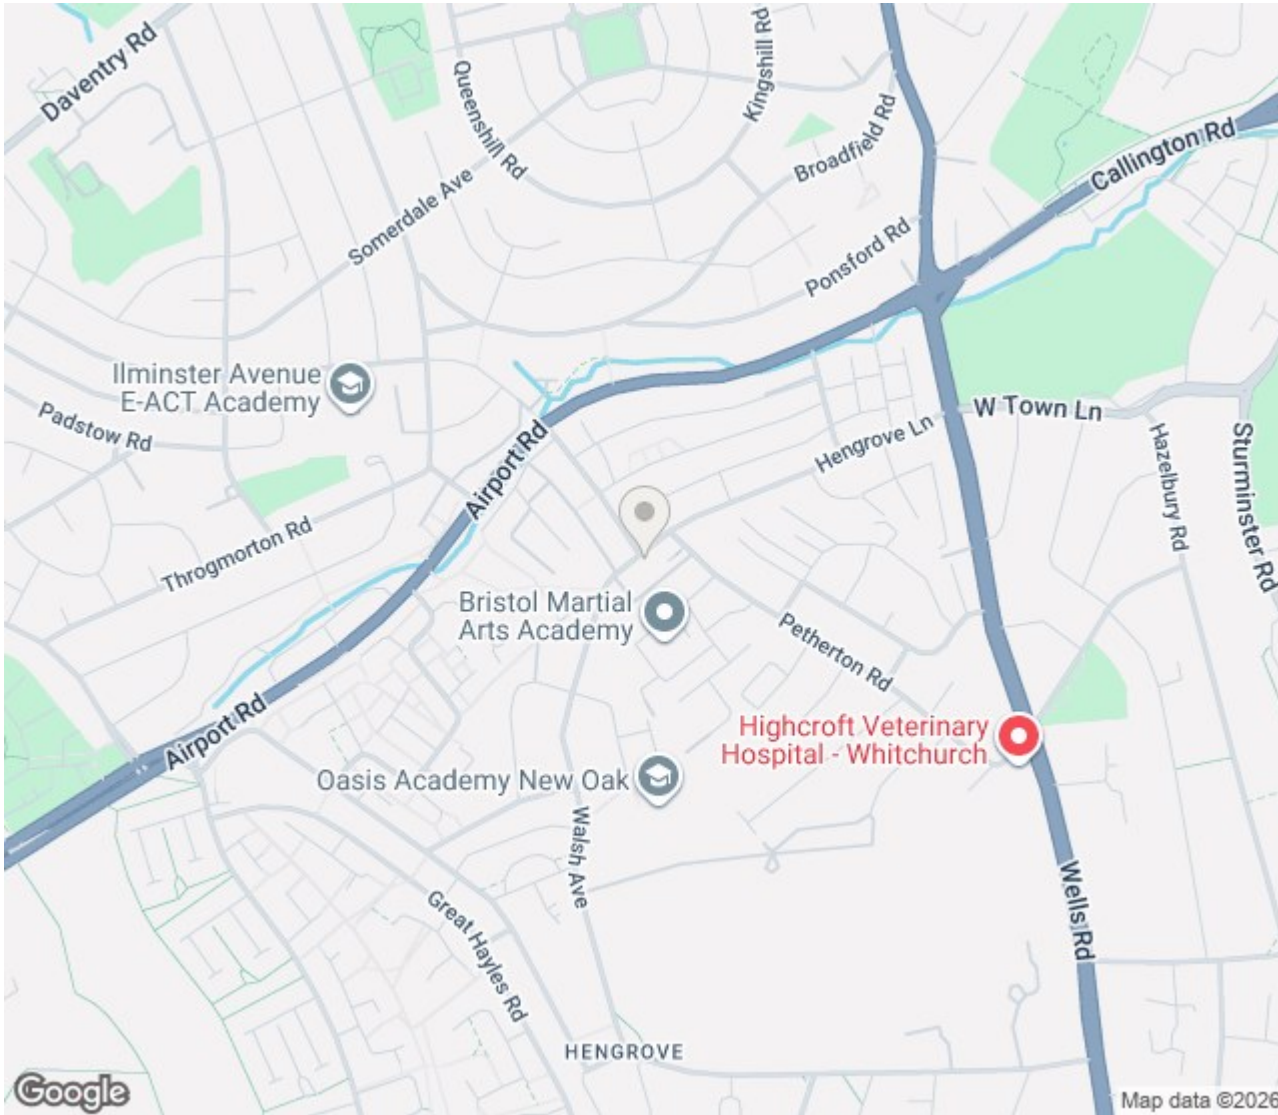 Daventry Rd
Queenshill Rd
Kingshill Rd
Broadfield Rd
Callington Rd
Somerdale Ave
Ponsford Rd
Ilminster Avenue
E-ACT Academy
Padstow Rd
W Town Ln
Hengrove Ln
Hazelbury Rd
Sturminster Rd
Airport Rd
Throgmorton Rd
Bristol Martial
Arts Academy
Petherton Rd
Airport Rd
Highcroft Veterinary
Hospital - Whitchurch
Oasis Academy New Oak
Walsh Ave
Wells Rd
Great Hayles Rd
HENGROVE
Google
Map data ©2026